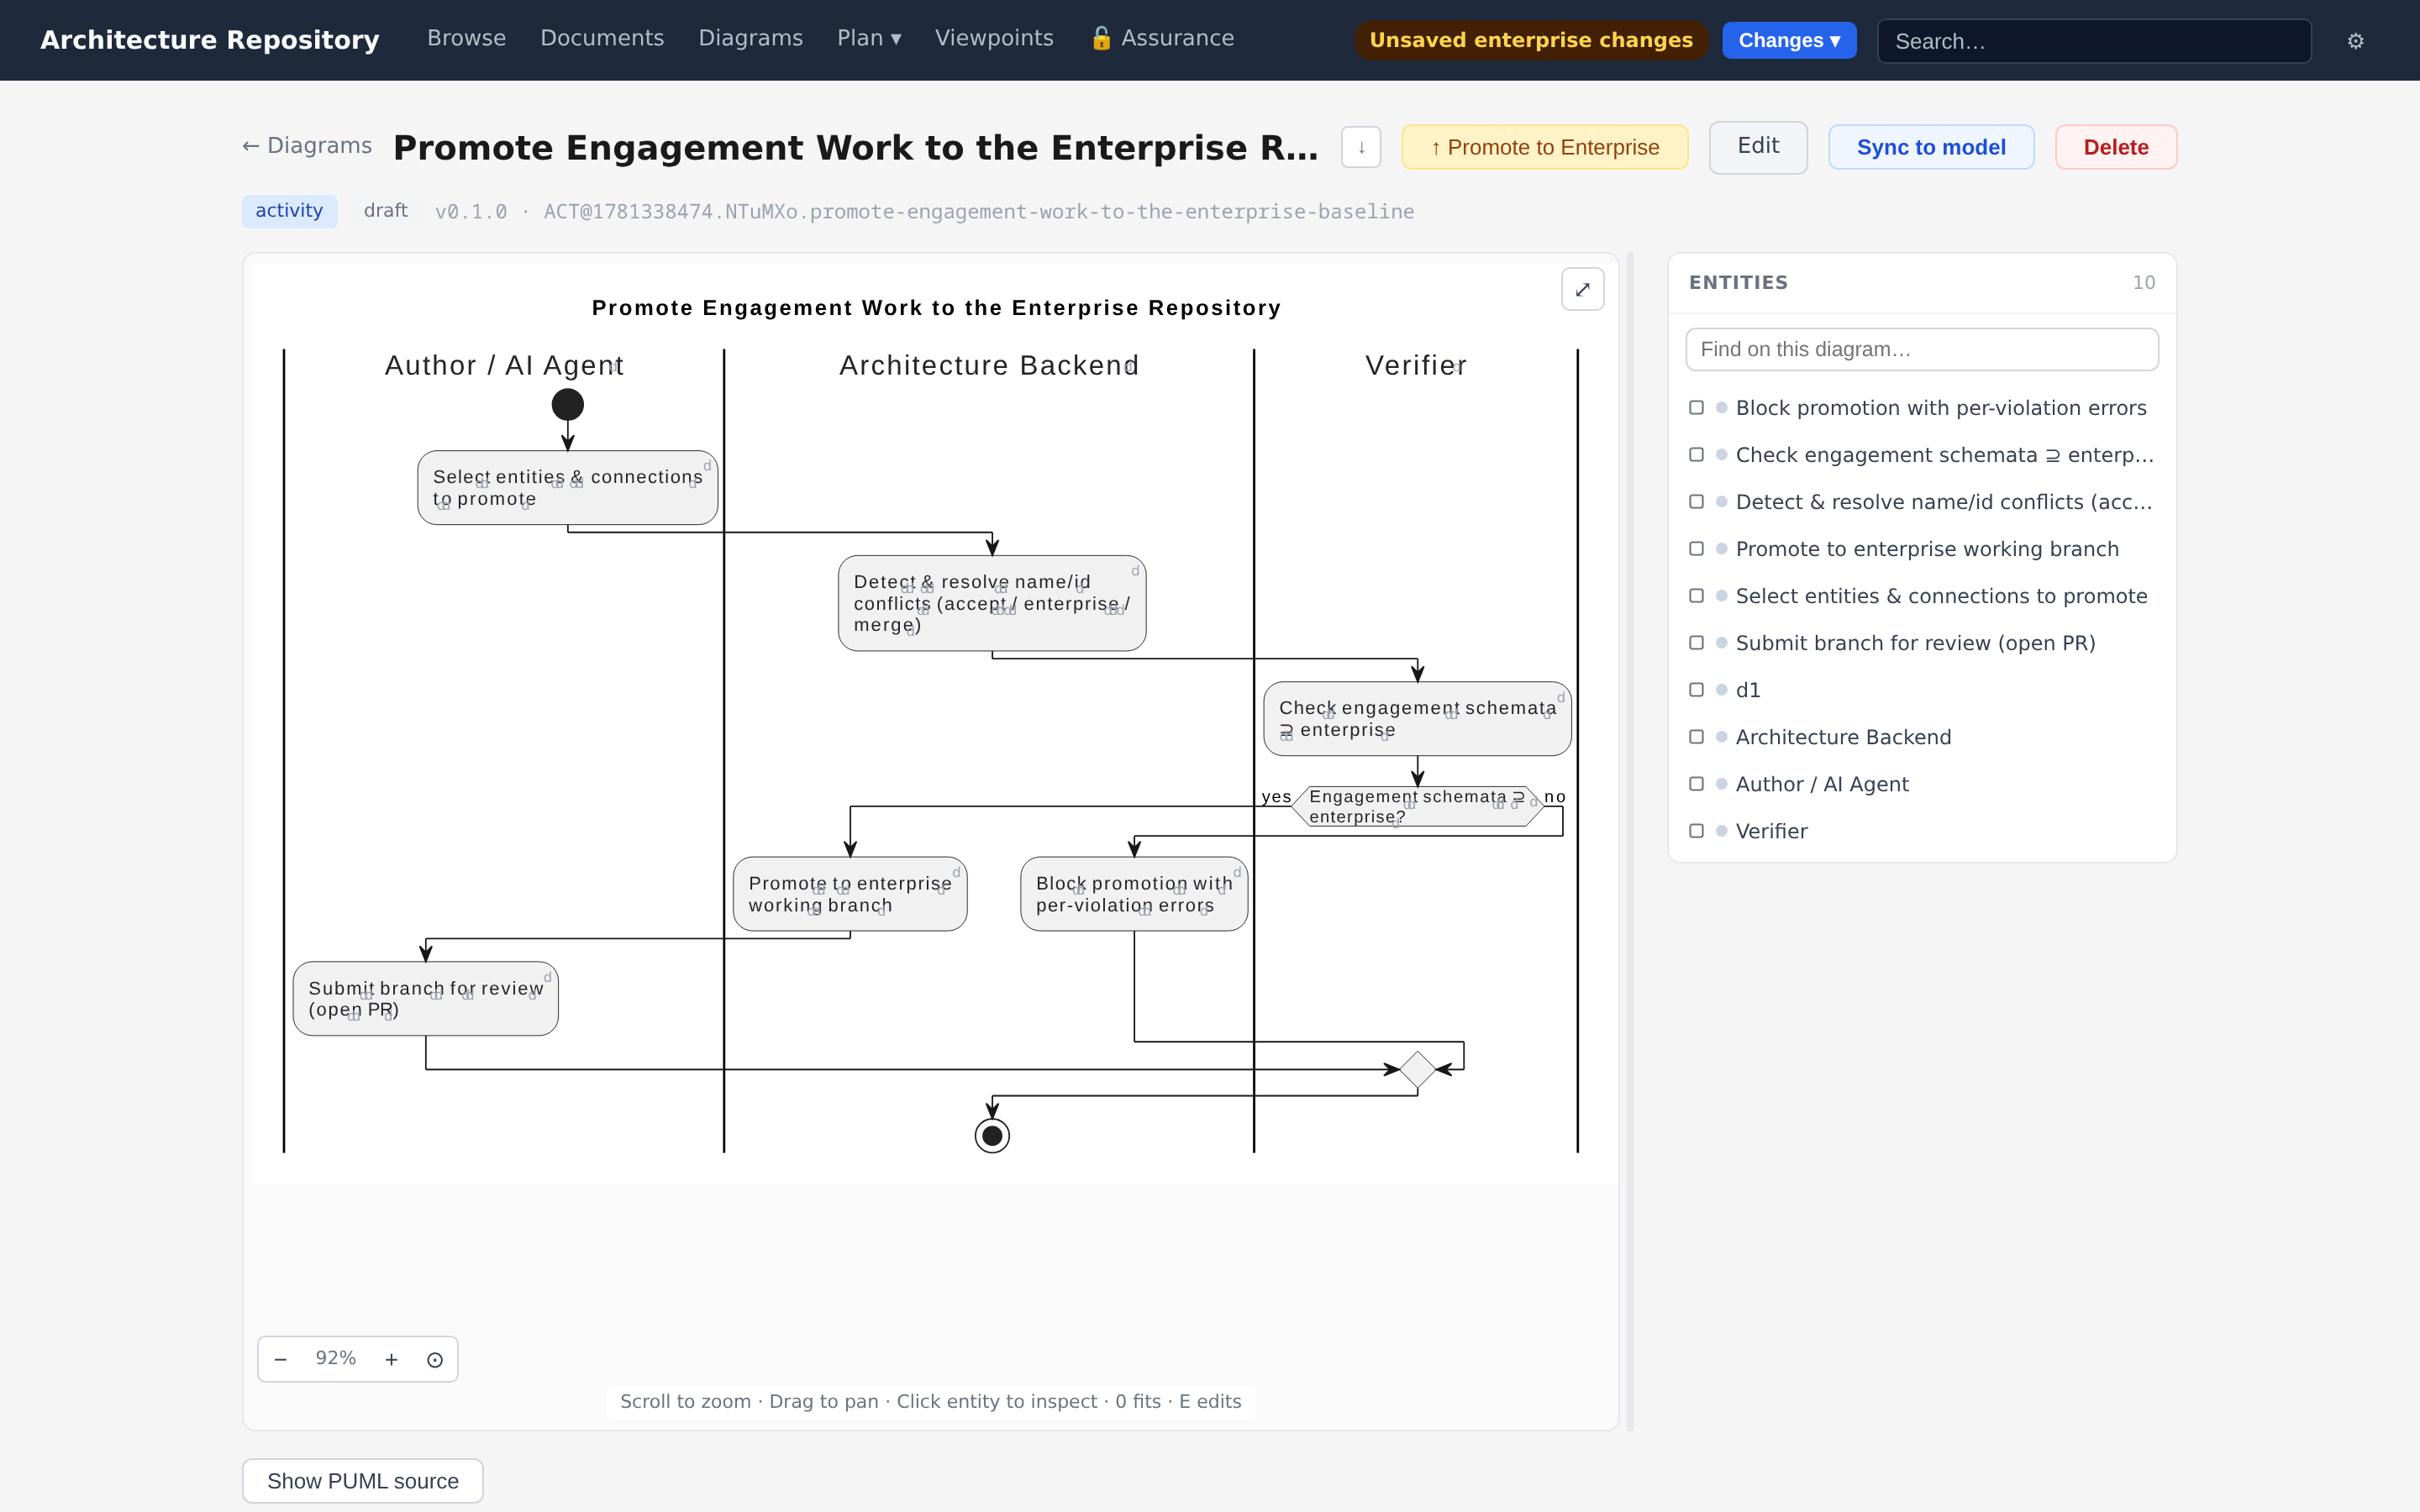 Architecture Repository
Browse
Documents
Diagrams
Plan ▾
Viewpoints
🔓 Assurance
Unsaved enterprise changes
Changes ▾
Search…
⚙
← Diagrams
Promote Engagement Work to the Enterprise R…
↓
↑ Promote to Enterprise
Edit
Sync to model
Delete
activity
draft
v0.1.0 · ACT@1781338474.NTuMXo.promote-engagement-work-to-the-enterprise-baseline
⤢
Promote Engagement Work to the Enterprise Repository
Author / AI Agent
Architecture Backend
Verifier
Select entities & connections
to promote
Detect & resolve name/id
conflicts (accept / enterprise /
merge)
Check engagement schemata
⊇ enterprise
yes
Engagement schemata ⊇
enterprise?
no
Promote to enterprise
working branch
Block promotion with
per-violation errors
Submit branch for review
(open PR)
− 92% + ⊙
Scroll to zoom · Drag to pan · Click entity to inspect · 0 fits · E edits
Show PUML source
ENTITIES
10
Find on this diagram…
Block promotion with per-violation errors
Check engagement schemata ⊇ enterp…
Detect & resolve name/id conflicts (acc…
Promote to enterprise working branch
Select entities & connections to promote
Submit branch for review (open PR)
d1
Architecture Backend
Author / AI Agent
Verifier